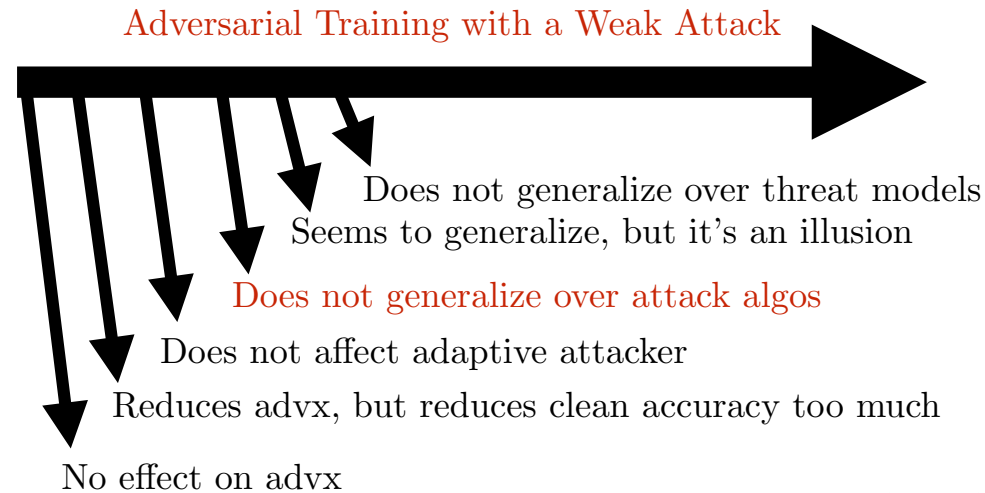 Adversarial Training with a Weak Attack
Does not generalize over threat models
Seems to generalize, but it's an illusion
Does not generalize over attack algos
Does not affect adaptive attacker
Reduces advx, but reduces clean accuracy too much
No effect on advx